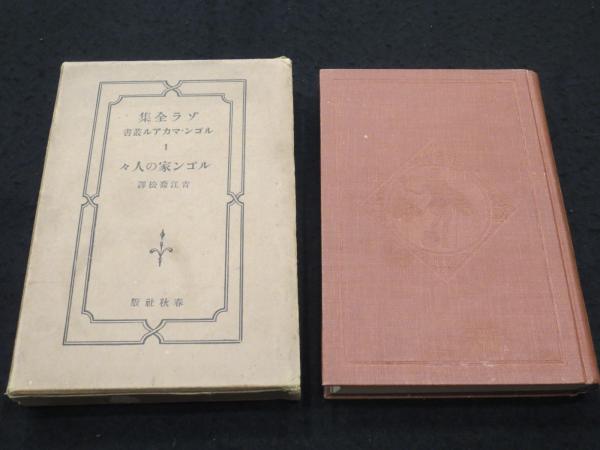 ゾラ全集
ルゴン・マカアル叢書
1
ルゴン家の人々
吉江喬松譯
春秋社版